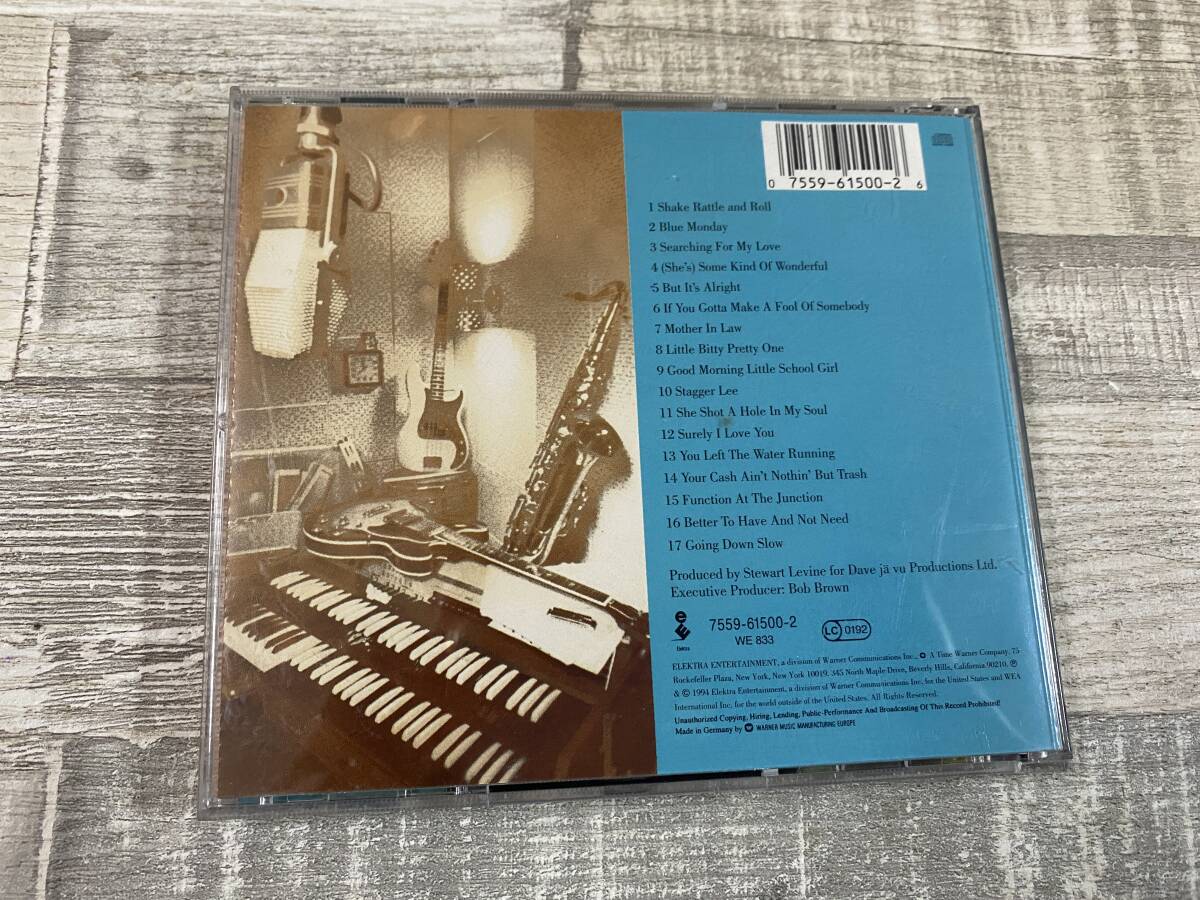 0 7559-61500-2 6
1 Shake Rattle and Roll
2 Blue Monday
3 Searching For My Love
4 (She's) Some Kind Of Wonderful
5 But It's Alright
6 If You Gotta Make A Fool Of Somebody
7 Mother In Law
8 Little Bitty Pretty One
9 Good Morning Little School Girl
10 Stagger Lee
11 She Shot A Hole In My Soul
12 Surely I Love You
13 You Left The Water Running
14 Your Cash Ain't Nothin' But Trash
15 Function At The Junction
16 Better To Have And Not Need
17 Going Down Slow
Produced by Stewart Levine for Dave jä vu Productions Ltd.
Executive Producer: Bob Brown
7559-61500-2
WE 833
LC 0192
ELEKTRA ENTERTAINMENT, a division of Warner Communications Inc., A Time Warner Company, 75
Rockefeller Plaza, New York, New York 10019. 345 North Maple Drive, Beverly Hills, California 90210. ℗
& © 1994 Elektra Entertainment, a division of Warner Communications Inc. for the United States and WEA
International Inc. for the world outside of the United States. All Rights Reserved.
Unauthorized Copying, Hiring, Lending, Public-Performance And Broadcasting Of This Record Prohibited!
Made in Germany by WARNER MUSIC MANUFACTURING EUROPE